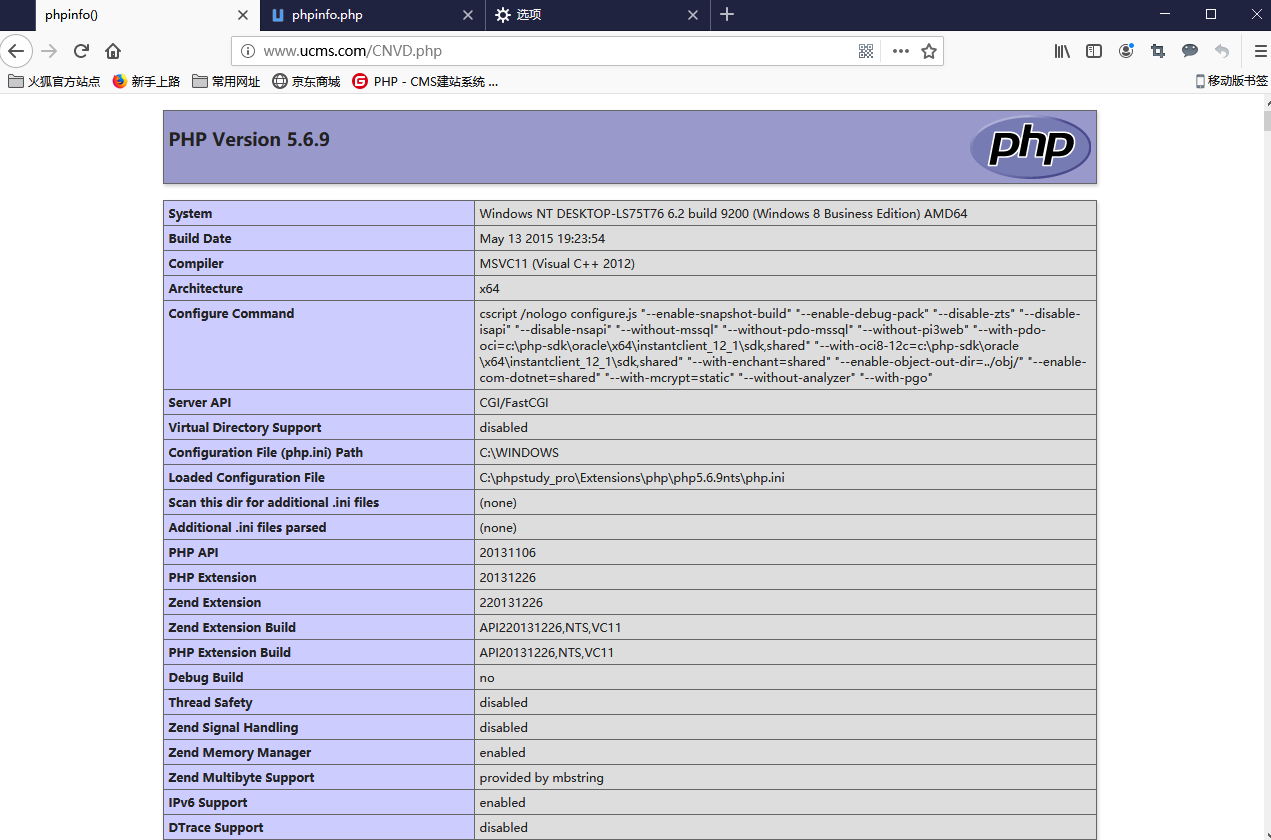 phpinfo()
phpinfo.php
选项
www.ucms.com/CNVD.php
火狐官方站点
新手上路
常用网址
京东商城
PHP - CMS建站系统 ...
移动版书签
PHP Version 5.6.9
php
System Windows NT DESKTOP-LS75T76 6.2 build 9200 (Windows 8 Business Edition) AMD64
Build Date May 13 2015 19:23:54
Compiler MSVC11 (Visual C++ 2012)
Architecture x64
Configure Command cscript /nologo configure.js "--enable-snapshot-build" "--enable-debug-pack" "--disable-zts" "--disable-
isapi" "--disable-nsapi" "--without-mssql" "--without-pdo-mssql" "--without-pi3web" "--with-pdo-
oci=c:\php-sdk\oracle\x64\instantclient_12_1\sdk,shared" "--with-oci8-12c=c:\php-sdk\oracle
\x64\instantclient_12_1\sdk,shared" "--with-enchant=shared" "--enable-object-out-dir=../obj/" "--enable-
com-dotnet=shared" "--with-mcrypt=static" "--without-analyzer" "--with-pgo"
Server API CGI/FastCGI
Virtual Directory Support disabled
Configuration File (php.ini) Path C:\WINDOWS
Loaded Configuration File C:\phpstudy_pro\Extensions\php\php5.6.9nts\php.ini
Scan this dir for additional .ini files (none)
Additional .ini files parsed (none)
PHP API 20131106
PHP Extension 20131226
Zend Extension 220131226
Zend Extension Build API220131226,NTS,VC11
PHP Extension Build API20131226,NTS,VC11
Debug Build no
Thread Safety disabled
Zend Signal Handling disabled
Zend Memory Manager enabled
Zend Multibyte Support provided by mbstring
IPv6 Support enabled
DTrace Support disabled